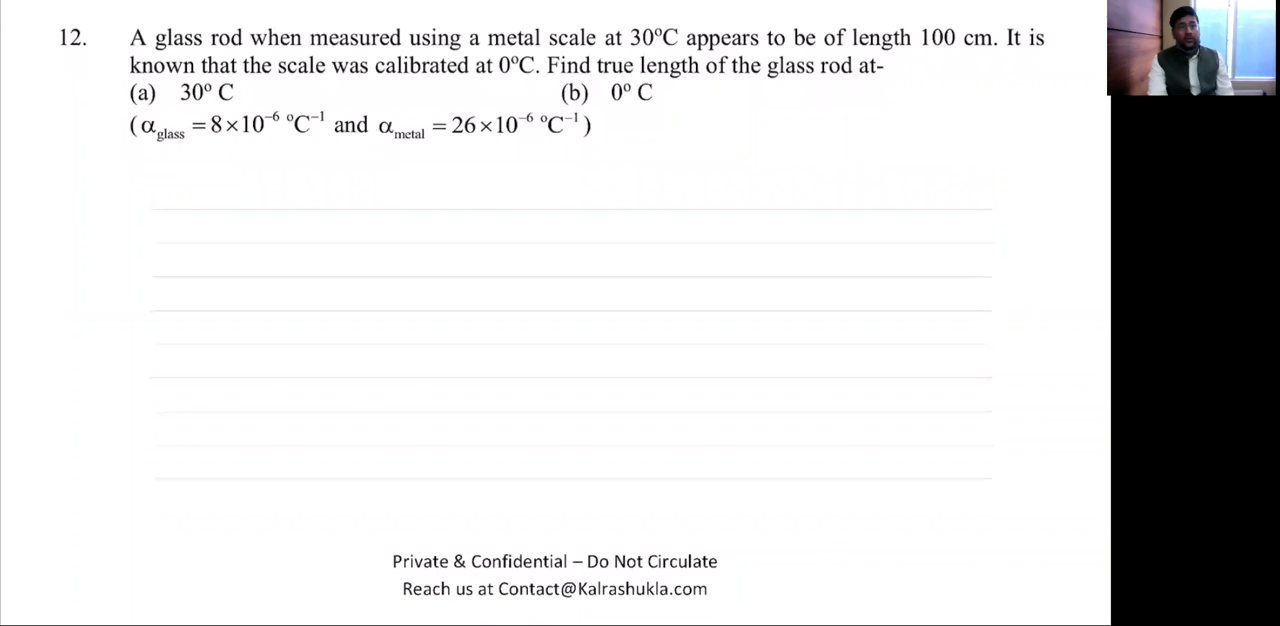 12. A glass rod when measured using a metal scale at 30°C appears to be of length 100 cm. It is
known that the scale was calibrated at 0°C. Find true length of the glass rod at-
(a) 30° C (b) 0° C
(α_glass = 8×10⁻⁶ °C⁻¹ and α_metal = 26×10⁻⁶ °C⁻¹)
Private & Confidential – Do Not Circulate
Reach us at Contact@Kalrashukla.com